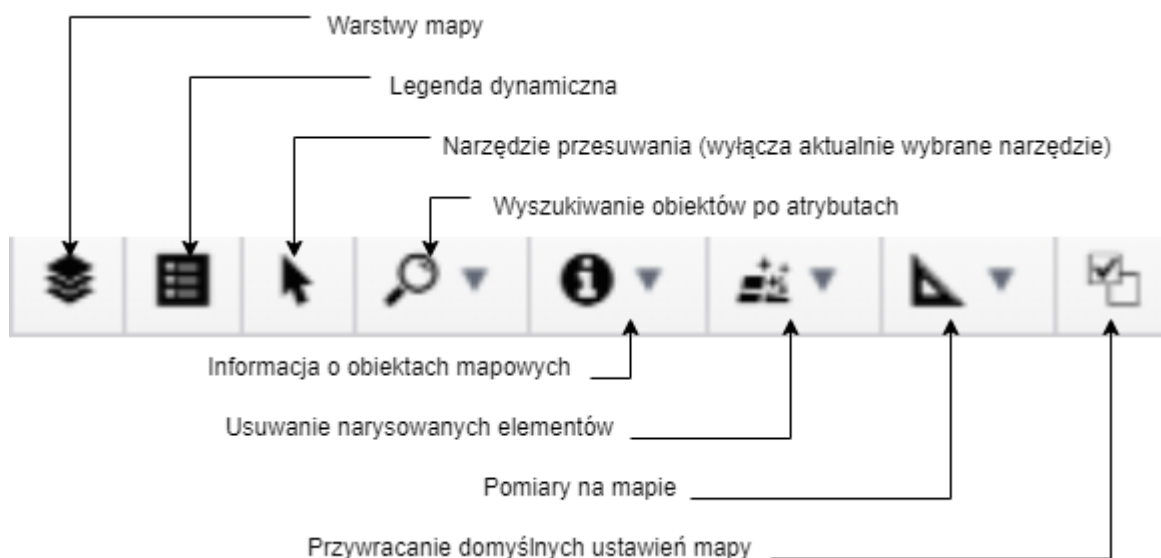 Warstwy mapy
Legenda dynamiczna
Narzędzie przesuwania (wyłącza aktualnie wybrane narzędzie)
Wyszukiwanie obiektów po atrybutach
Informacja o obiektach mapowych
Usuwanie narysowanych elementów
Pomiary na mapie
Przywracanie domyślnych ustawień mapy